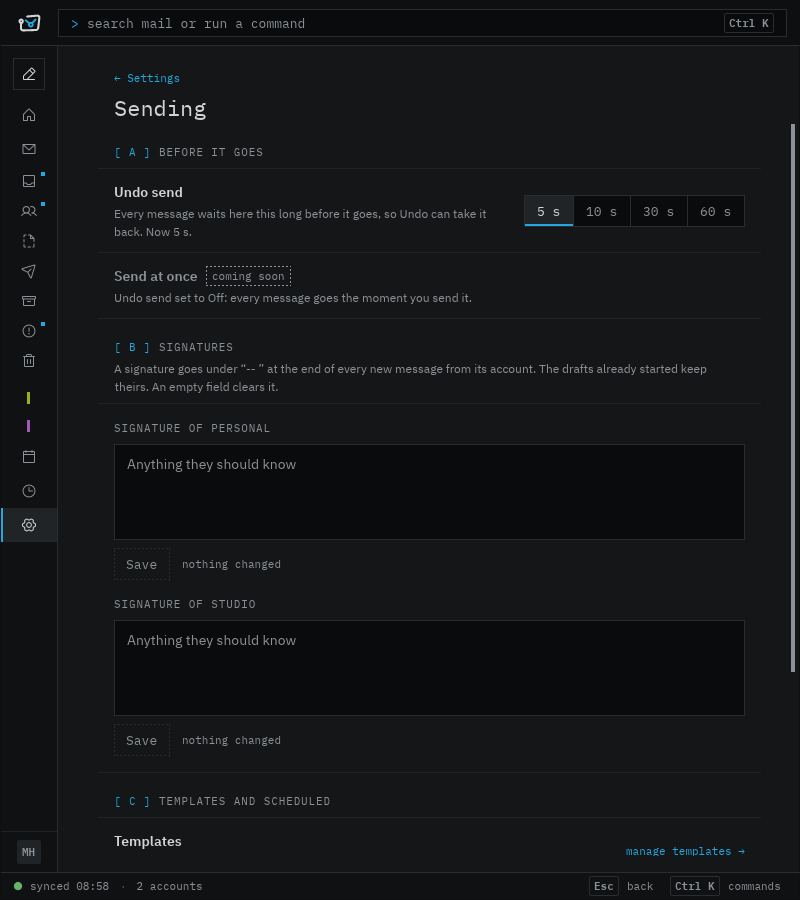 > search mail or run a command Ctrl K
← Settings
Sending
[ A ] BEFORE IT GOES
Undo send
Every message waits here this long before it goes, so Undo can take it
back. Now 5 s.
5 s 10 s 30 s 60 s
Send at once coming soon
Undo send set to Off: every message goes the moment you send it.
[ B ] SIGNATURES
A signature goes under “-- ” at the end of every new message from its account. The drafts already started keep
theirs. An empty field clears it.
SIGNATURE OF PERSONAL
Anything they should know
Save nothing changed
SIGNATURE OF STUDIO
Anything they should know
Save nothing changed
[ C ] TEMPLATES AND SCHEDULED
Templates
manage templates →
MH
synced 08:58 · 2 accounts Esc back Ctrl K commands